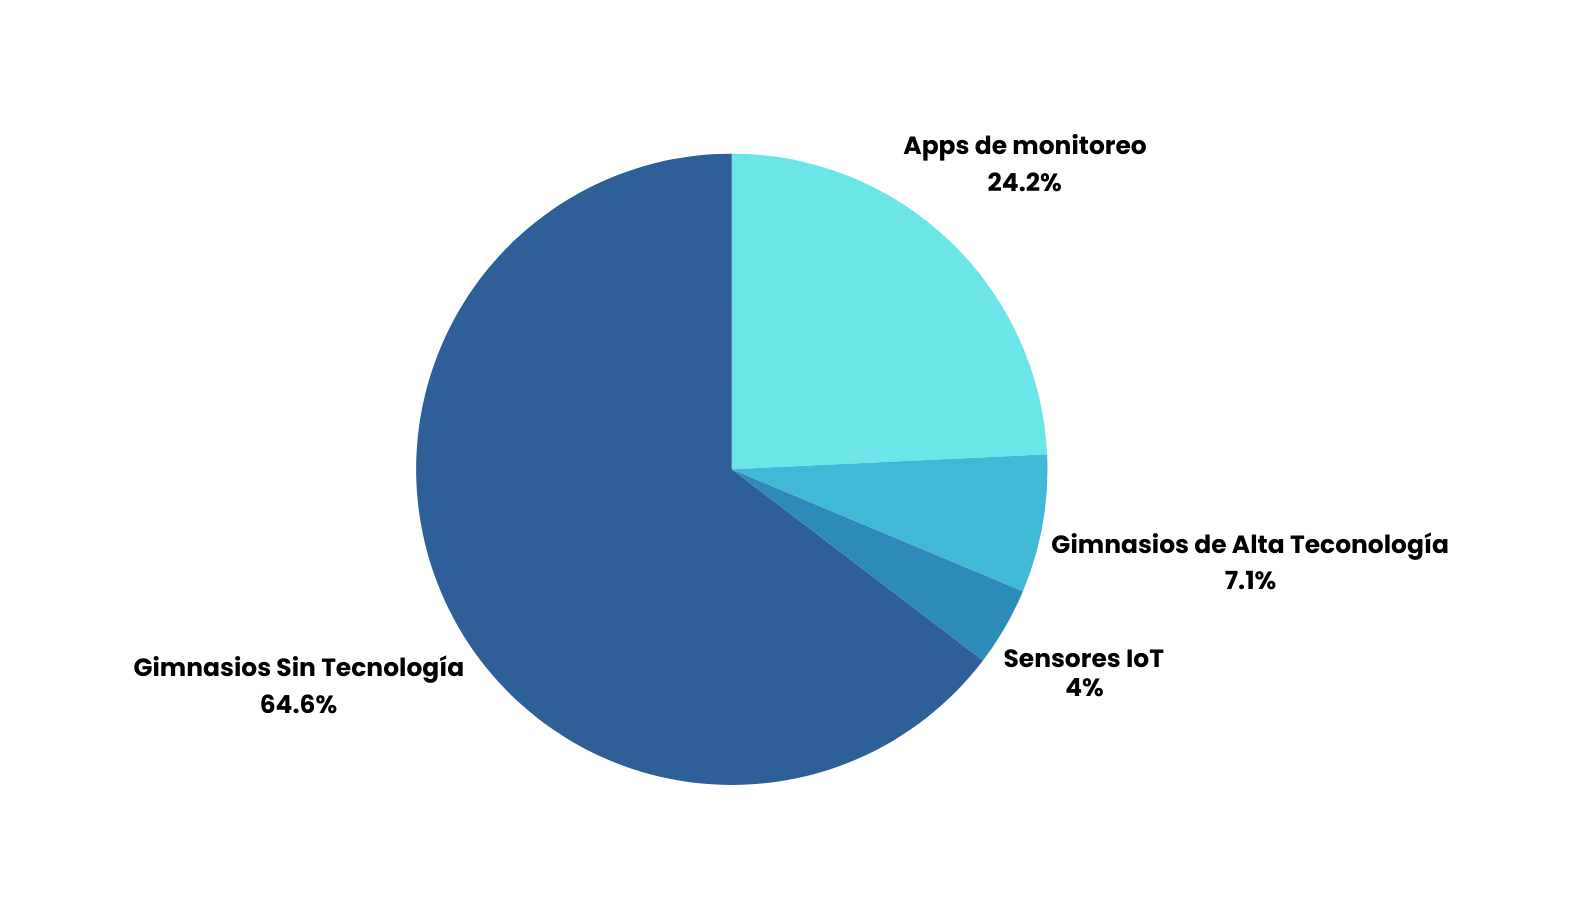 Apps de monitoreo
24.2%
Gimnasios de Alta Teconología
7.1%
Sensores IoT
4%
Gimnasios Sin Tecnología
64.6%